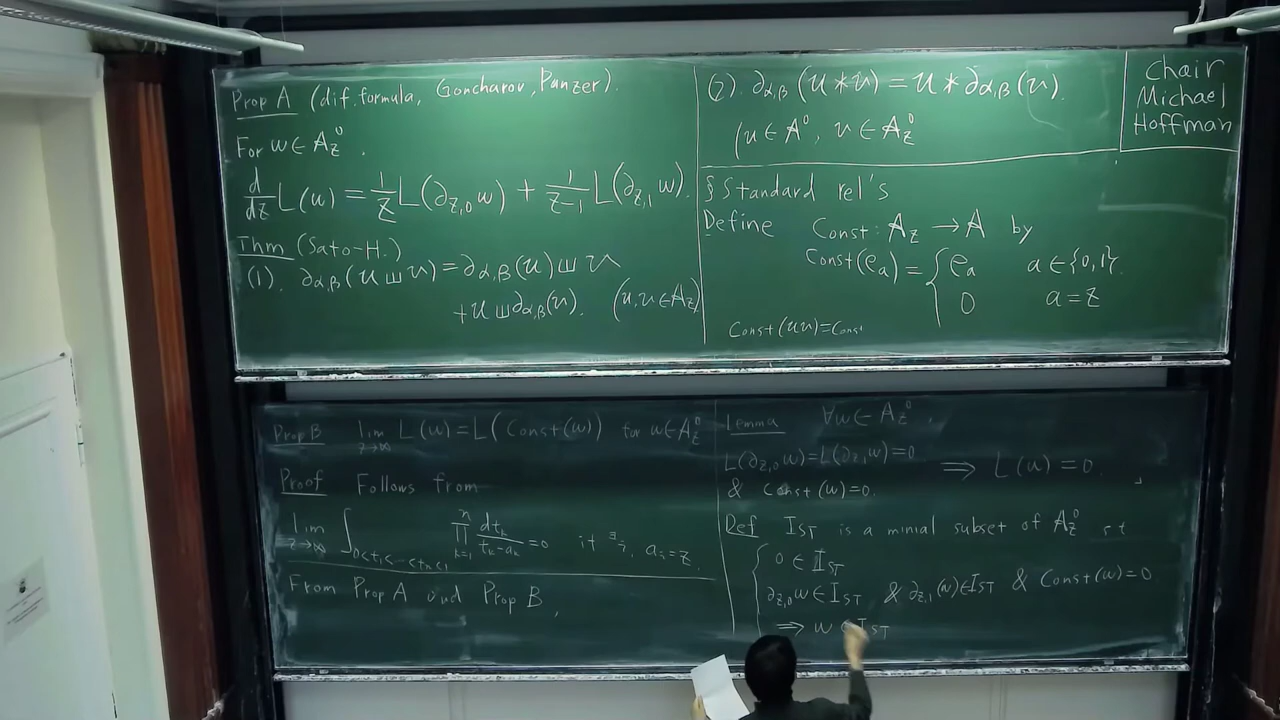 Prop A (dif. formula, Goncharov, Panzer).
For w ∈ A_z^0.
d/dz L(w) = 1/z L(∂_{z,0} w) + 1/(z-1) L(∂_{z,1} w).
Thm (Sato-H.)
(1). ∂_{α,β}(u ш v) = ∂_{α,β}(u) ш v
+ u ш ∂_{α,β}(v). (u,v ∈ A_z)
(2). ∂_{α,β}(u * v) = u * ∂_{α,β}(v).
(u ∈ A^0, v ∈ A_z^0
Chair
Michael
Hoffman
§ Standard rel's
Define Const: A_z → A by
Const(e_a) = { e_a a ∈ {0,1}.
0 a = z
Const(uv) = Const
Prop B lim_{z→∞} L(w) = L(Const(w)) for w ∈ A_z^0
Proof Follows from
lim_{z→∞} ∫_{0<t_1<⋯<t_n<1} ∏_{k=1}^{n} dt_k/(t_k - a_k) = 0 if ∃i, a_i = z.
From Prop A and Prop B,
Lemma ∀w ∈ A_z^0,
L(∂_{z,0} w) = L(∂_{z,1} w) = 0
& Const(w) = 0. ⟹ L(w) = 0.
Def I_ST is a minial subset of A_z^0 st
{ 0 ∈ I_ST
∂_{z,0} w ∈ I_ST & ∂_{z,1}(w) ∈ I_ST & Const(w) = 0
⟹ w ∈ I_ST